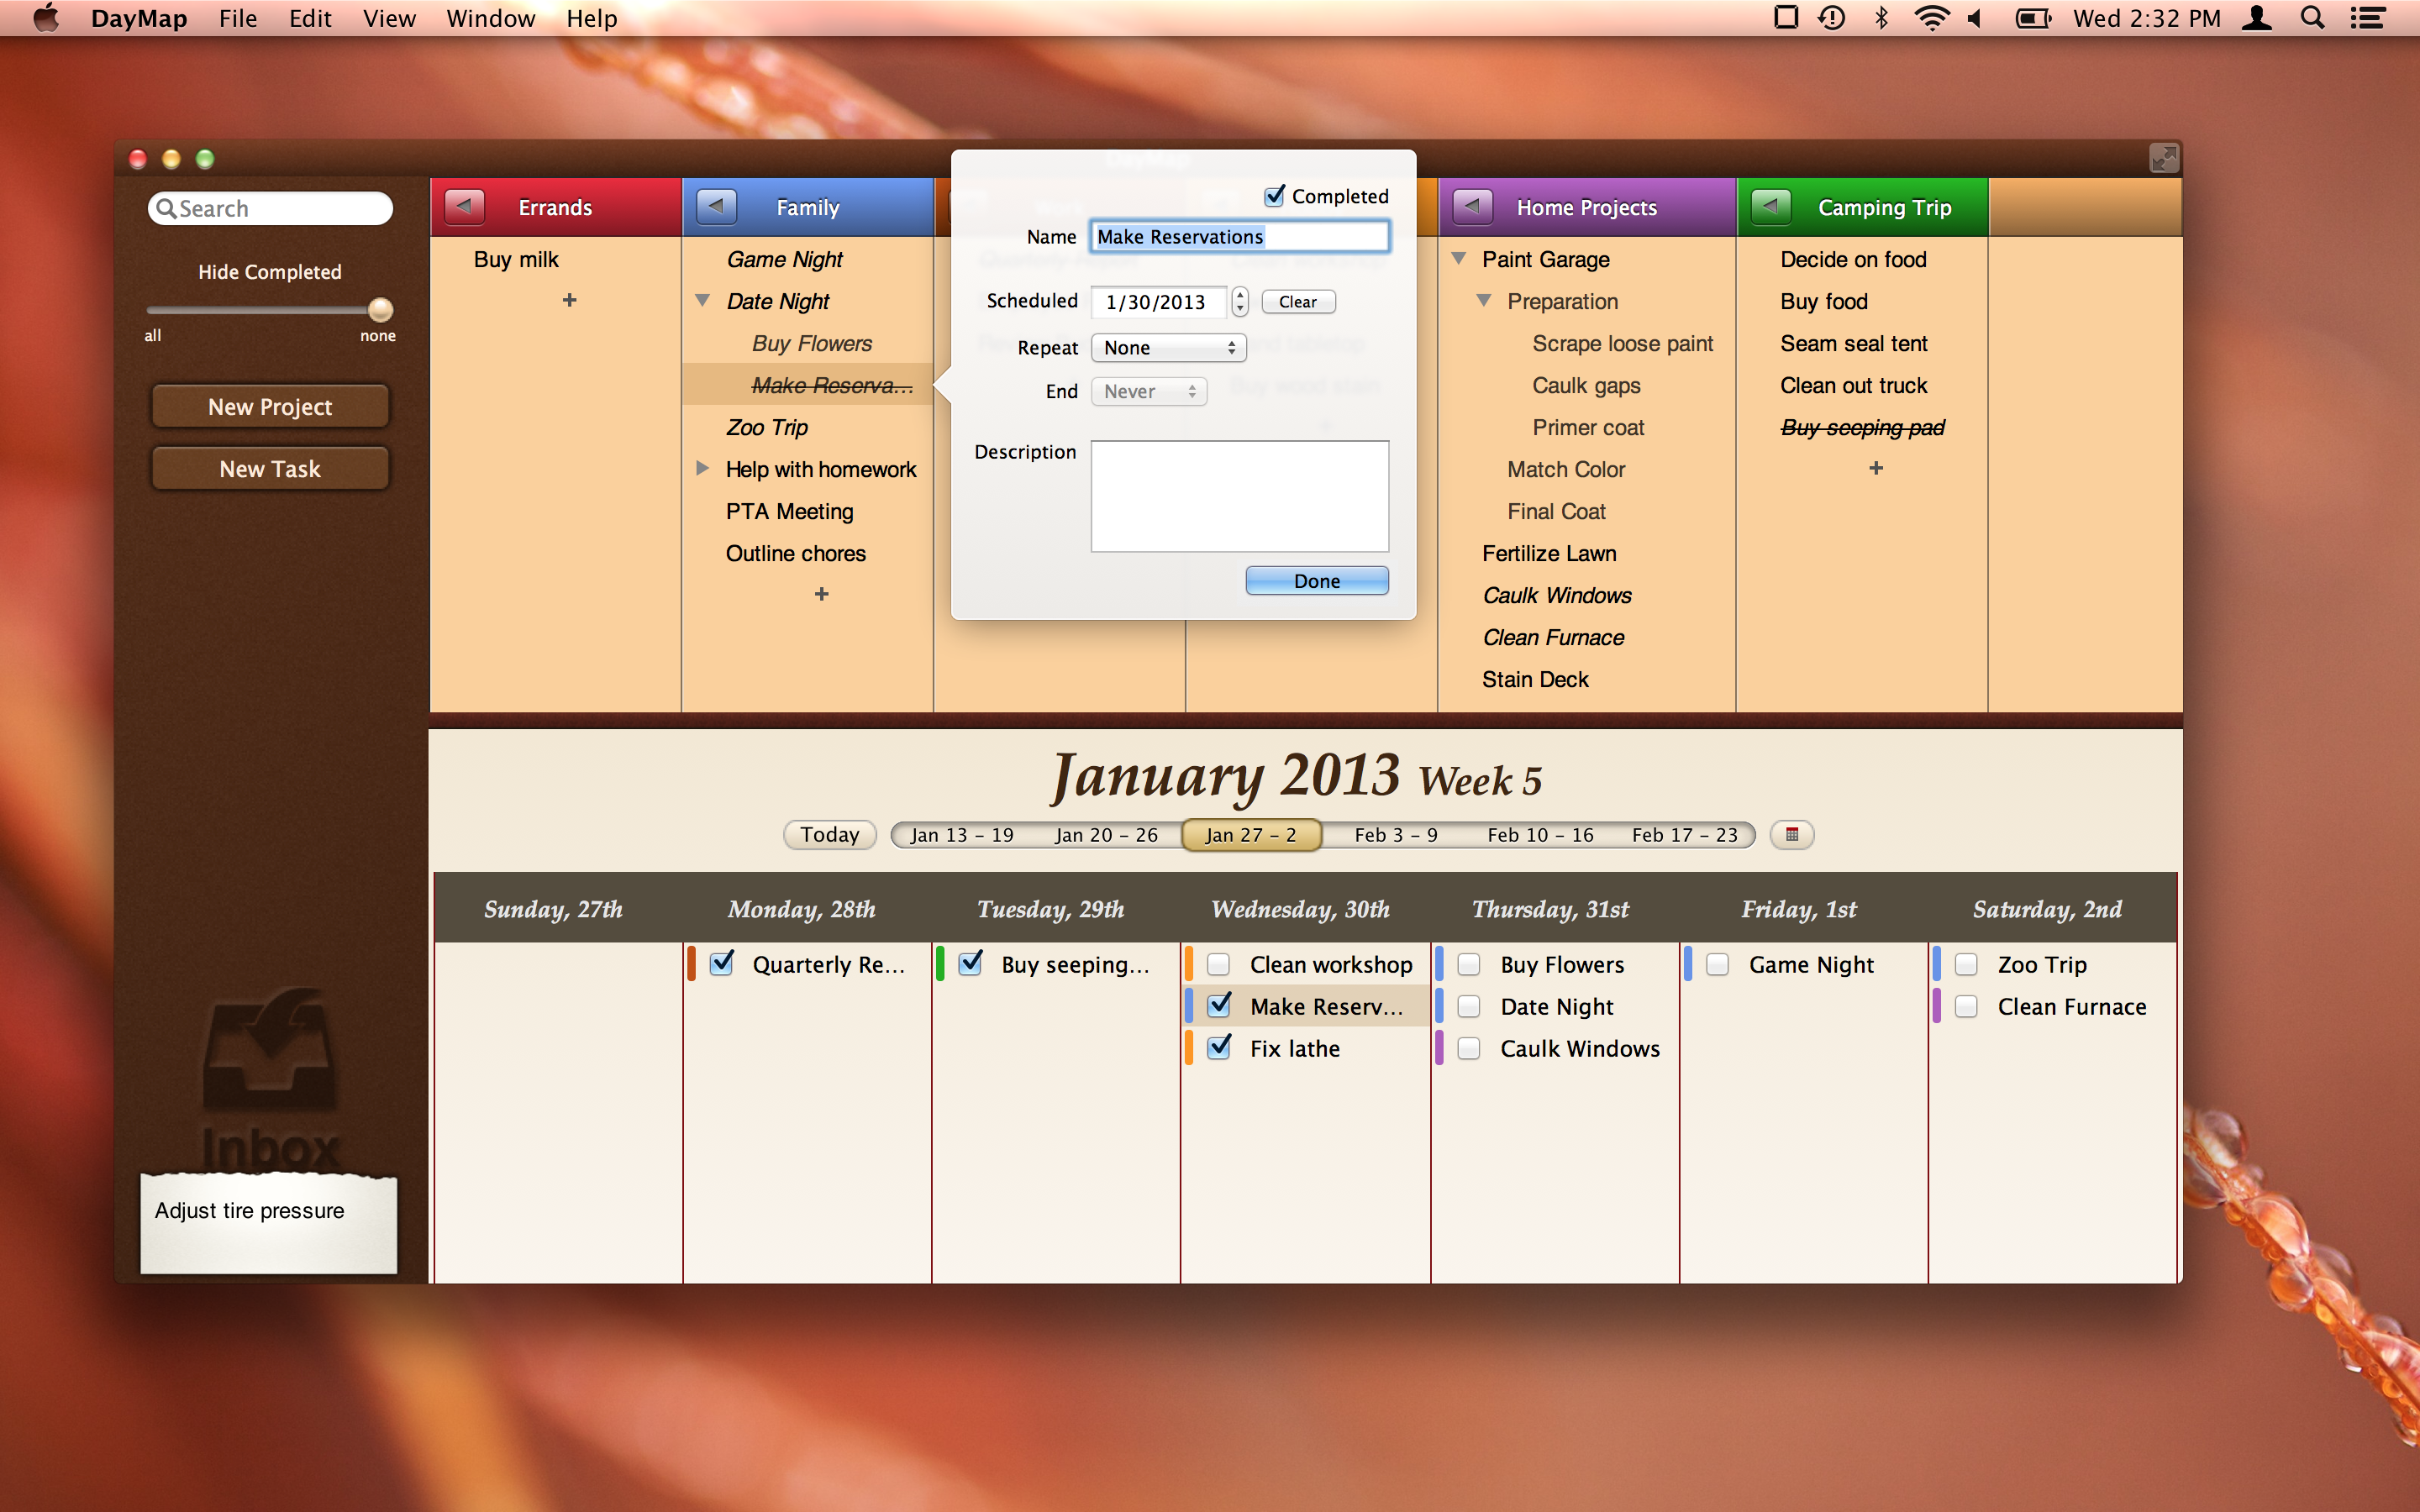 DayMap File Edit View Window Help Wed 2:32 PM
Search
Hide Completed
all none
New Project
New Task
Inbox
Adjust tire pressure
Errands
Buy milk
+
Family
Game Night
Date Night
Buy Flowers
Make Reserva...
Zoo Trip
Help with homework
PTA Meeting
Outline chores
+
Completed
Name Make Reservations
Scheduled 1/30/2013 Clear
Repeat None
End Never
Description
Done
Home Projects
Paint Garage
Preparation
Scrape loose paint
Caulk gaps
Primer coat
Match Color
Final Coat
Fertilize Lawn
Caulk Windows
Clean Furnace
Stain Deck
Camping Trip
Decide on food
Buy food
Seam seal tent
Clean out truck
Buy seeping pad
+
January 2013 Week 5
Today Jan 13 – 19 Jan 20 – 26 Jan 27 – 2 Feb 3 – 9 Feb 10 – 16 Feb 17 – 23
Sunday, 27th
Monday, 28th
Quarterly Re...
Tuesday, 29th
Buy seeping...
Wednesday, 30th
Clean workshop
Make Reserv...
Fix lathe
Thursday, 31st
Buy Flowers
Date Night
Caulk Windows
Friday, 1st
Game Night
Saturday, 2nd
Zoo Trip
Clean Furnace